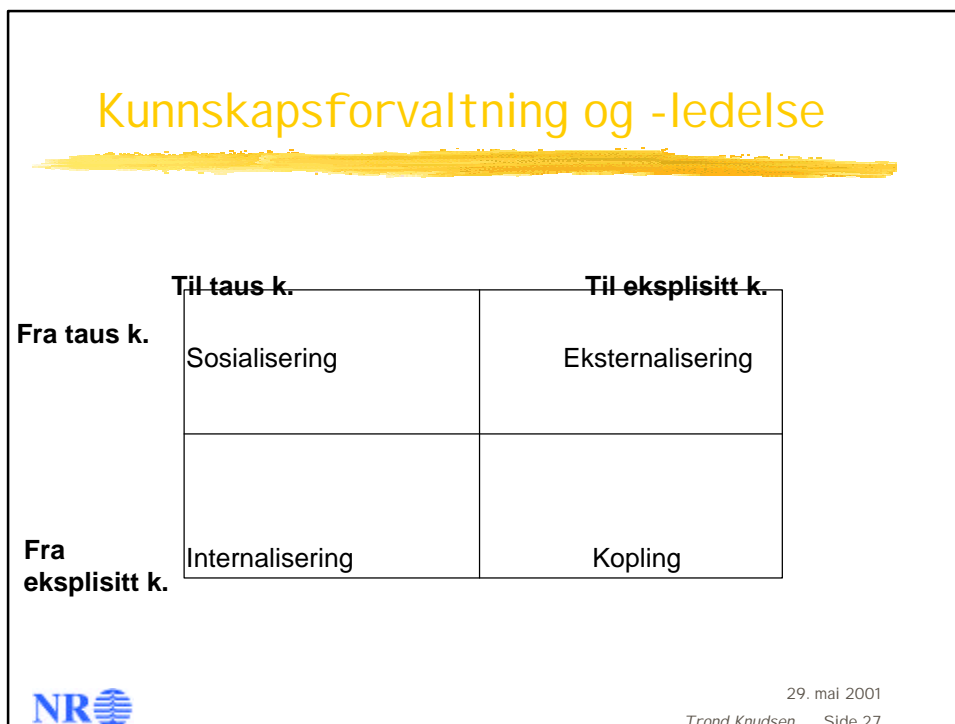 Kunnskapsforvaltning og -ledelse
Til taus k. Til eksplisitt k.
Fra taus k.
Sosialisering Eksternalisering
Fra
eksplisitt k.
Internalisering Kopling
NR
29. mai 2001
Trond Knudsen Side 27